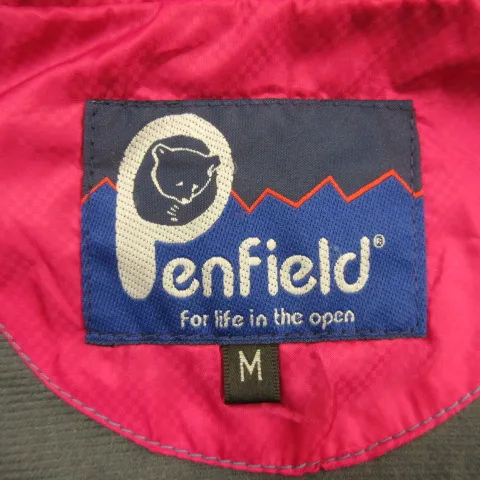 Penfield®
For life in the open
M